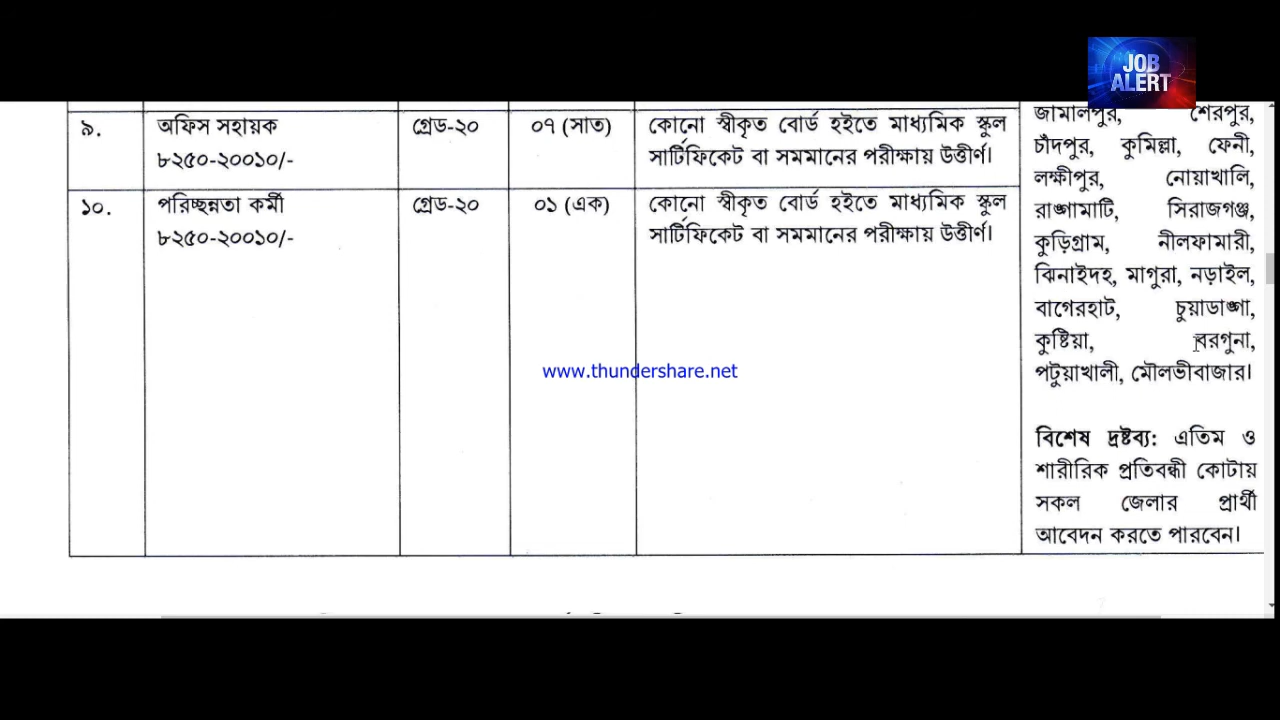 JOB
ALERT
৯.
অফিস সহায়ক
৮২৫০-২০০১০/-
গ্রেড-২০
০৭ (সাত)
কোনো স্বীকৃত বোর্ড হইতে মাধ্যমিক স্কুল
সার্টিফিকেট বা সমমানের পরীক্ষায় উত্তীর্ণ।
১০.
পরিচ্ছন্নতা কর্মী
৮২৫০-২০০১০/-
গ্রেড-২০
০১ (এক)
কোনো স্বীকৃত বোর্ড হইতে মাধ্যমিক স্কুল
সার্টিফিকেট বা সমমানের পরীক্ষায় উত্তীর্ণ।
জামালপুর, শেরপুর,
চাঁদপুর, কুমিল্লা, ফেনী,
লক্ষীপুর, নোয়াখালি,
রাঙ্গামাটি, সিরাজগঞ্জ,
কুড়িগ্রাম, নীলফামারী,
ঝিনাইদহ, মাগুরা, নড়াইল,
বাগেরহাট, চুয়াডাঙ্গা,
কুষ্টিয়া, বরগুনা,
পটুয়াখালী, মৌলভীবাজার।
বিশেষ দ্রষ্টব্য: এতিম ও
শারীরিক প্রতিবন্ধী কোটায়
সকল জেলার প্রার্থী
আবেদন করতে পারবেন।
www.thundershare.net